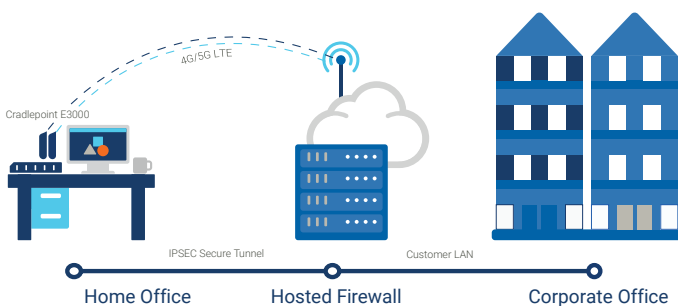 4G/5G LTE
Cradlepoint E3000
IPSEC Secure Tunnel
Customer LAN
Home Office
Hosted Firewall
Corporate Office